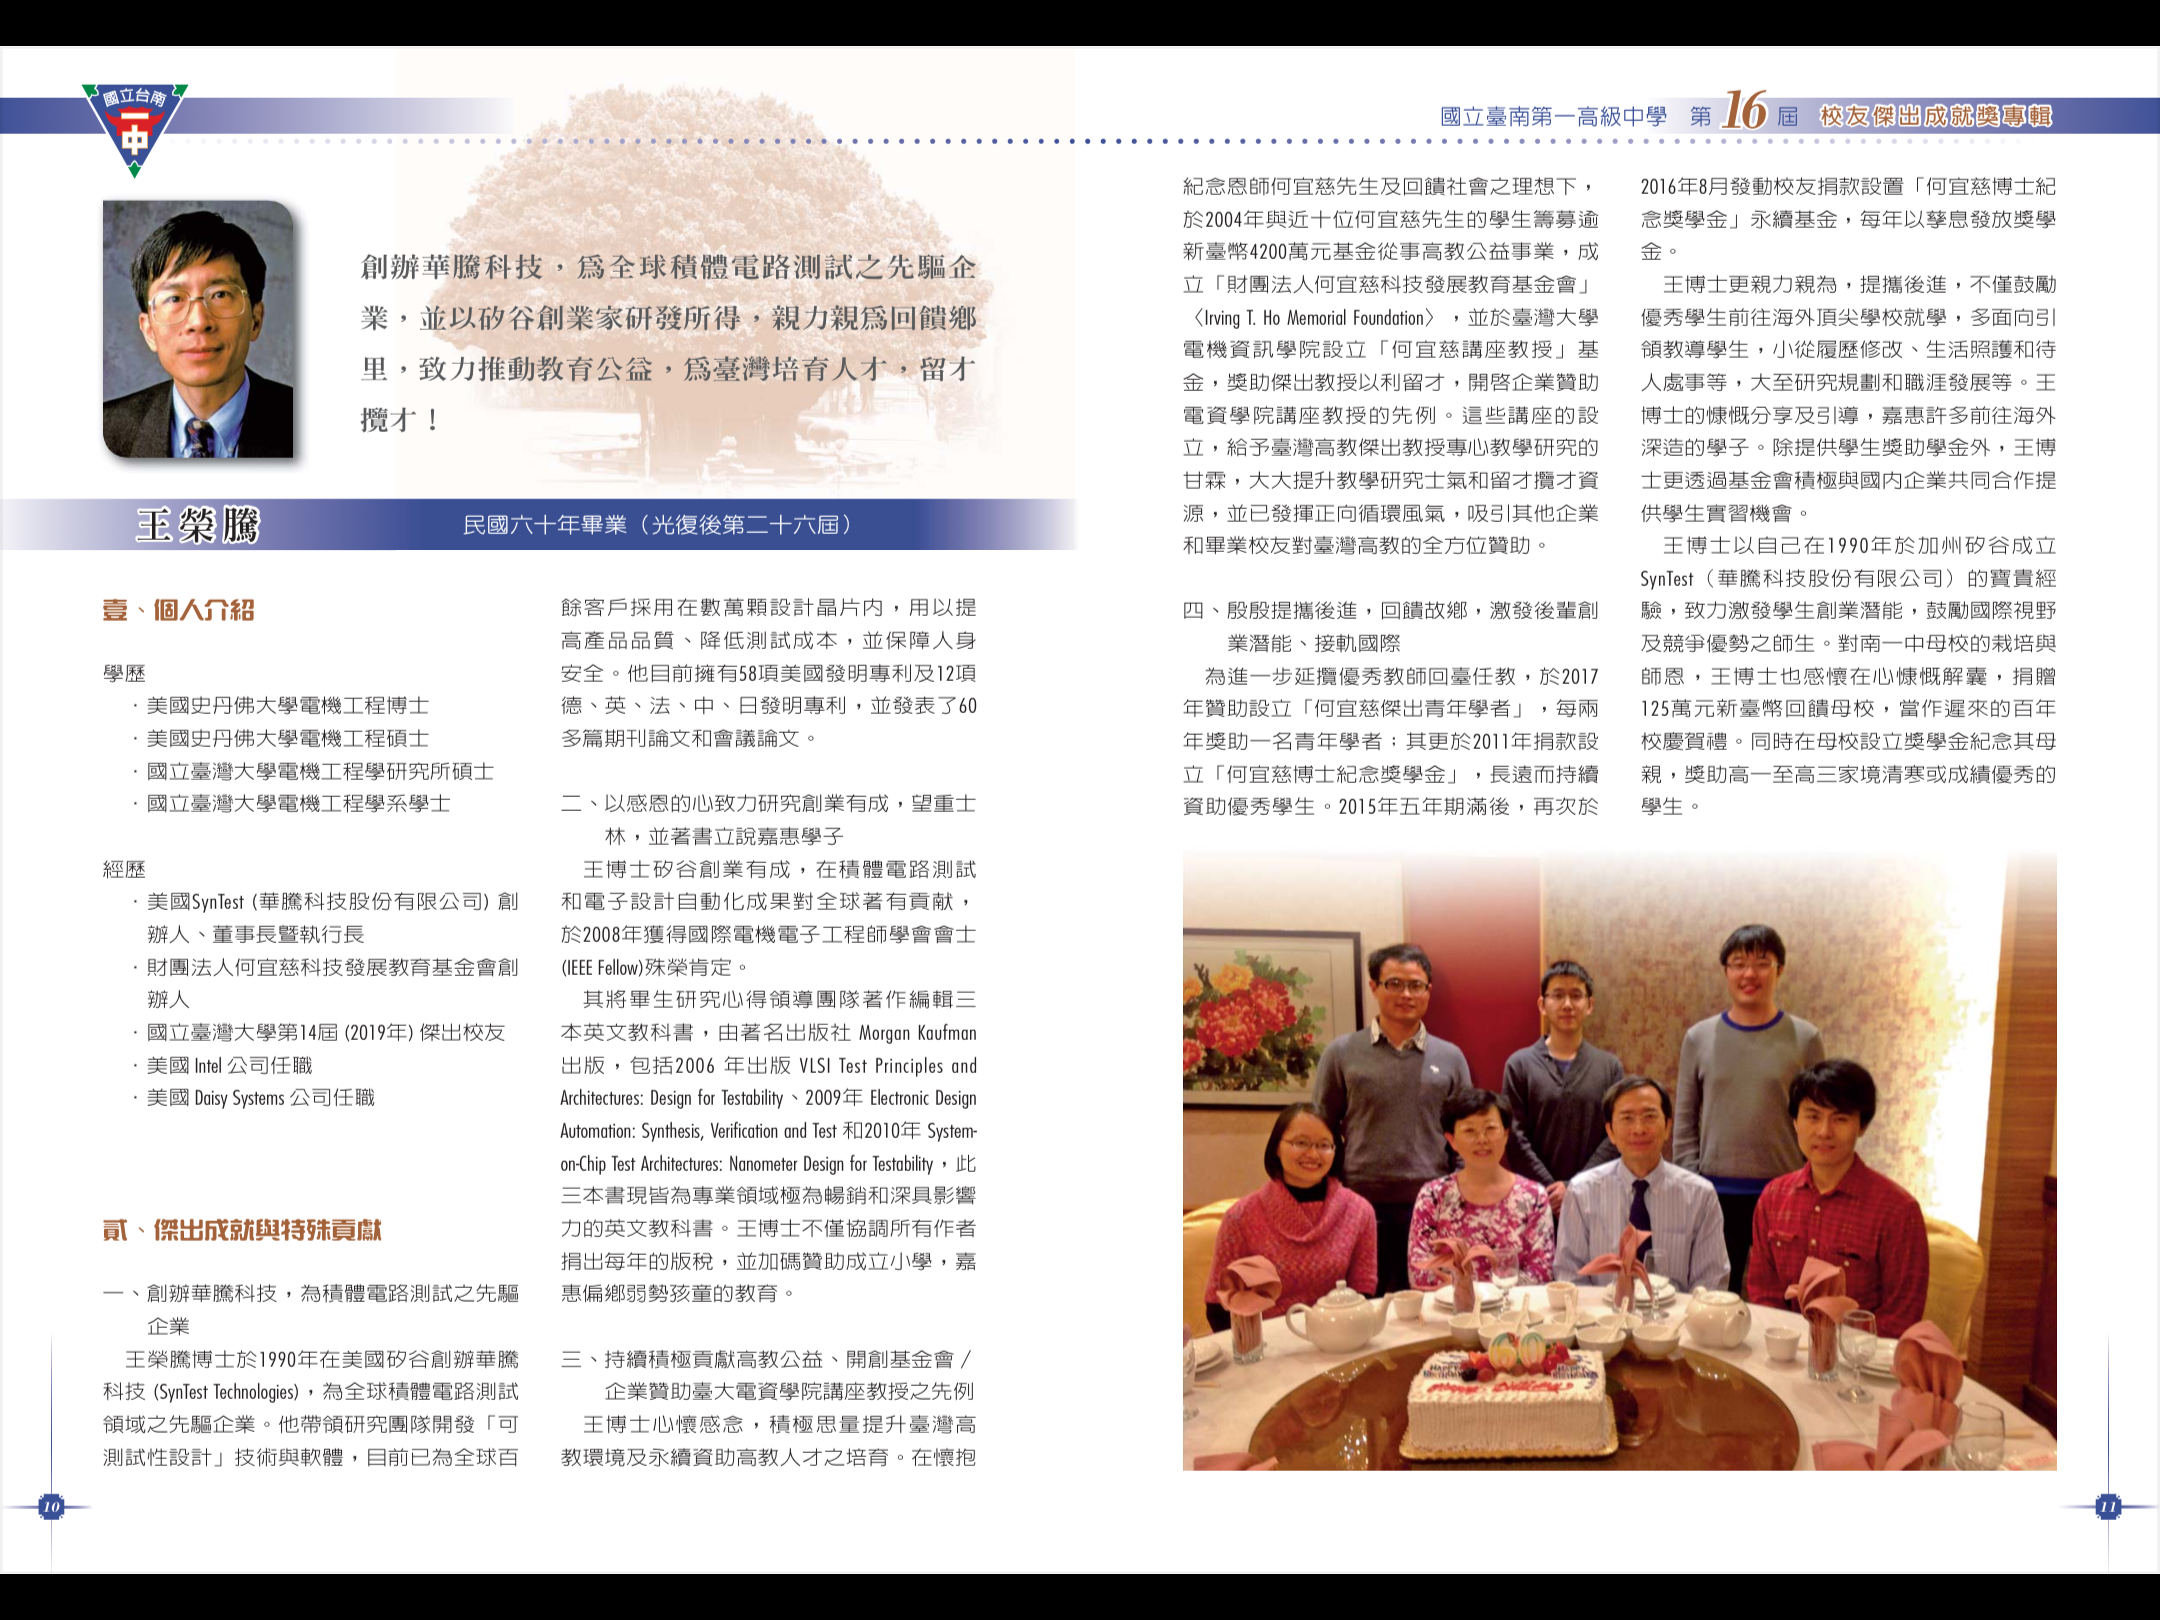 國立台南
一中
國立臺南第一高級中學 第16屆 校友傑出成就獎專輯
創辦華騰科技，為全球積體電路測試之先驅企
業，並以矽谷創業家研發所得，親力親為回饋鄉
里，致力推動教育公益，為臺灣培育人才，留才
攬才！
王榮騰 民國六十年畢業（光復後第二十六屆）
壹、個人介紹
學歷
．美國史丹佛大學電機工程博士
．美國史丹佛大學電機工程碩士
．國立臺灣大學電機工程學研究所碩士
．國立臺灣大學電機工程學系學士
經歷
．美國SynTest (華騰科技股份有限公司) 創
辦人、董事長暨執行長
．財團法人何宜慈科技發展教育基金會創
辦人
．國立臺灣大學第14屆 (2019年) 傑出校友
．美國 Intel 公司任職
．美國 Daisy Systems 公司任職
貳、傑出成就與特殊貢獻
一、創辦華騰科技，為積體電路測試之先驅
企業
王榮騰博士於1990年在美國矽谷創辦華騰
科技 (SynTest Technologies)，為全球積體電路測試
領域之先驅企業。他帶領研究團隊開發「可
測試性設計」技術與軟體，目前已為全球百
餘客戶採用在數萬顆設計晶片內，用以提
高產品品質、降低測試成本，並保障人身
安全。他目前擁有58項美國發明專利及12項
德、英、法、中、日發明專利，並發表了60
多篇期刊論文和會議論文。
二、以感恩的心致力研究創業有成，望重士
林，並著書立說嘉惠學子
王博士矽谷創業有成，在積體電路測試
和電子設計自動化成果對全球著有貢献，
於2008年獲得國際電機電子工程師學會會士
(IEEE Fellow)殊榮肯定。
其將畢生研究心得領導團隊著作編輯三
本英文教科書，由著名出版社 Morgan Kaufman
出版，包括2006 年出版 VLSI Test Principles and
Architectures: Design for Testability、2009年 Electronic Design
Automation: Synthesis, Verification and Test 和2010年 System-
on-Chip Test Architectures: Nanometer Design for Testability，此
三本書現皆為專業領域極為暢銷和深具影響
力的英文教科書。王博士不僅協調所有作者
捐出每年的版稅，並加碼贊助成立小學，嘉
惠偏鄉弱勢孩童的教育。
三、持續積極貢獻高教公益、開創基金會／
企業贊助臺大電資學院講座教授之先例
王博士心懷感念，積極思量提升臺灣高
教環境及永續資助高教人才之培育。在懷抱
10
紀念恩師何宜慈先生及回饋社會之理想下，
於2004年與近十位何宜慈先生的學生籌募逾
新臺幣4200萬元基金從事高教公益事業，成
立「財團法人何宜慈科技發展教育基金會」
〈Irving T. Ho Memorial Foundation〉，並於臺灣大學
電機資訊學院設立「何宜慈講座教授」基
金，獎助傑出教授以利留才，開啓企業贊助
電資學院講座教授的先例。這些講座的設
立，給予臺灣高教傑出教授專心教學研究的
甘霖，大大提升教學研究士氣和留才攬才資
源，並已發揮正向循環風氣，吸引其他企業
和畢業校友對臺灣高教的全方位贊助。
四、殷殷提攜後進，回饋故鄉，激發後輩創
業潛能、接軌國際
為進一步延攬優秀教師回臺任教，於2017
年贊助設立「何宜慈傑出青年學者」，每兩
年獎助一名青年學者；其更於2011年捐款設
立「何宜慈博士紀念獎學金」，長遠而持續
資助優秀學生。2015年五年期滿後，再次於
2016年8月發動校友捐款設置「何宜慈博士紀
念獎學金」永續基金，每年以孳息發放獎學
金。
王博士更親力親為，提攜後進，不僅鼓勵
優秀學生前往海外頂尖學校就學，多面向引
領教導學生，小從履歷修改、生活照護和待
人處事等，大至研究規劃和職涯發展等。王
博士的慷慨分享及引導，嘉惠許多前往海外
深造的學子。除提供學生獎助學金外，王博
士更透過基金會積極與國內企業共同合作提
供學生實習機會。
王博士以自己在1990年於加州矽谷成立
SynTest（華騰科技股份有限公司）的寶貴經
驗，致力激發學生創業潛能，鼓勵國際視野
及競爭優勢之師生。對南一中母校的栽培與
師恩，王博士也感懷在心慷慨解囊，捐贈
125萬元新臺幣回饋母校，當作遲來的百年
校慶賀禮。同時在母校設立獎學金紀念其母
親，獎助高一至高三家境清寒或成績優秀的
學生。
60
11